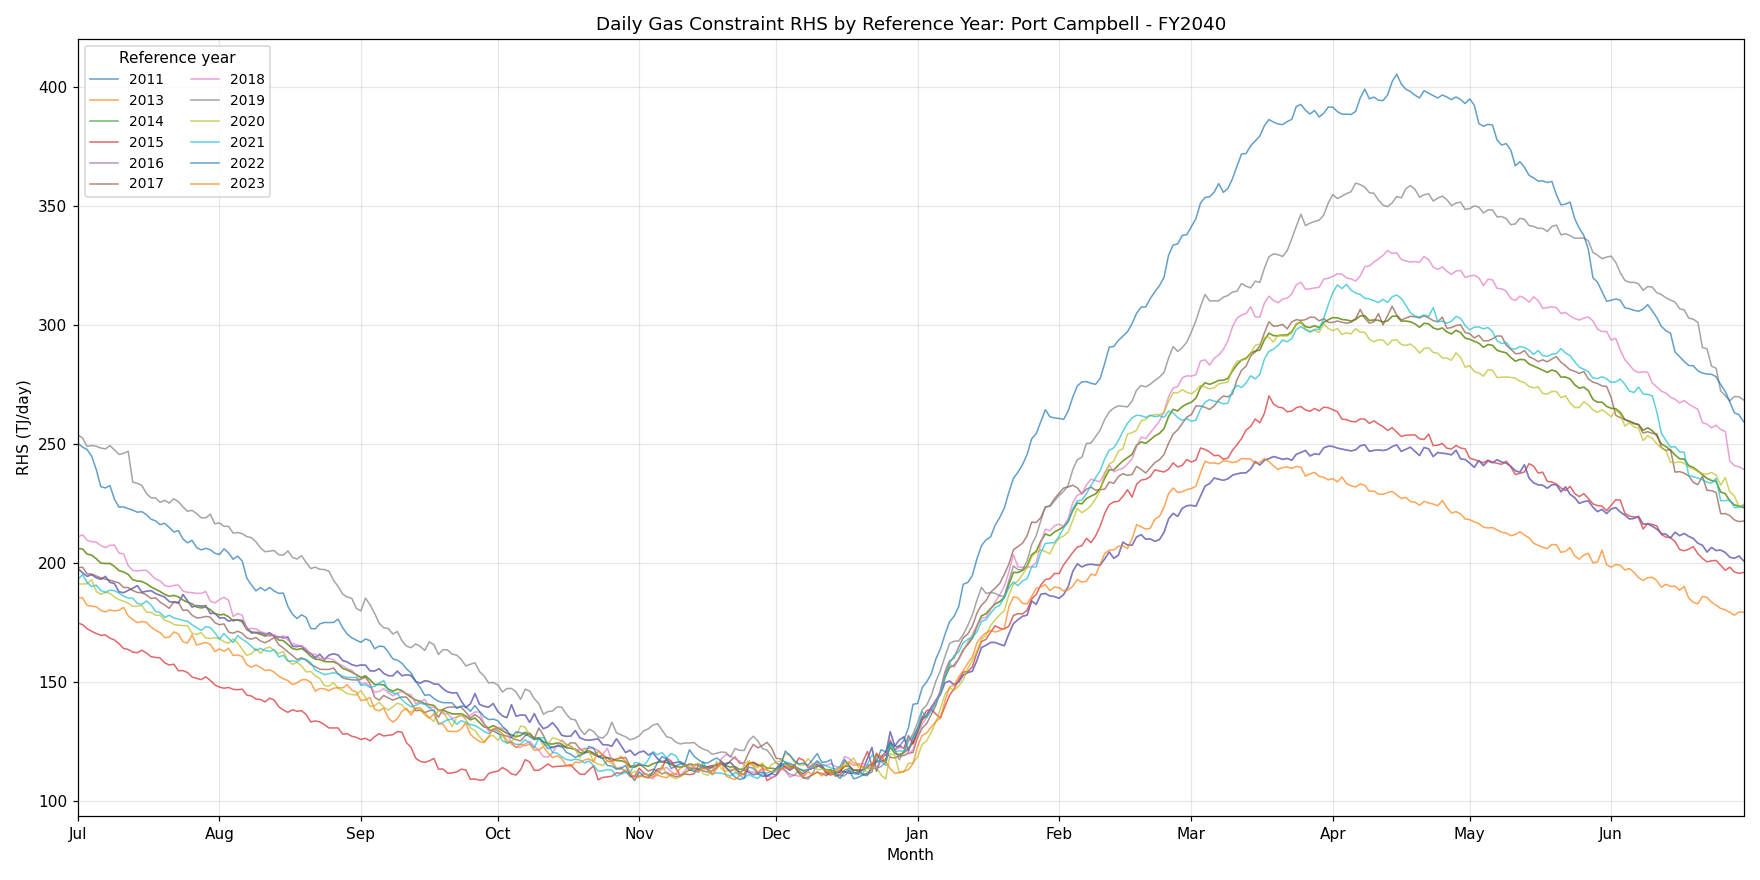 Daily Gas Constraint RHS by Reference Year: Port Campbell - FY2040
Reference year
2011 2018
2013 2019
2014 2020
2015 2021
2016 2022
2017 2023
400
350
300
250
200
150
100
RHS (TJ/day)
Jul Aug Sep Oct Nov Dec Jan Feb Mar Apr May Jun
Month